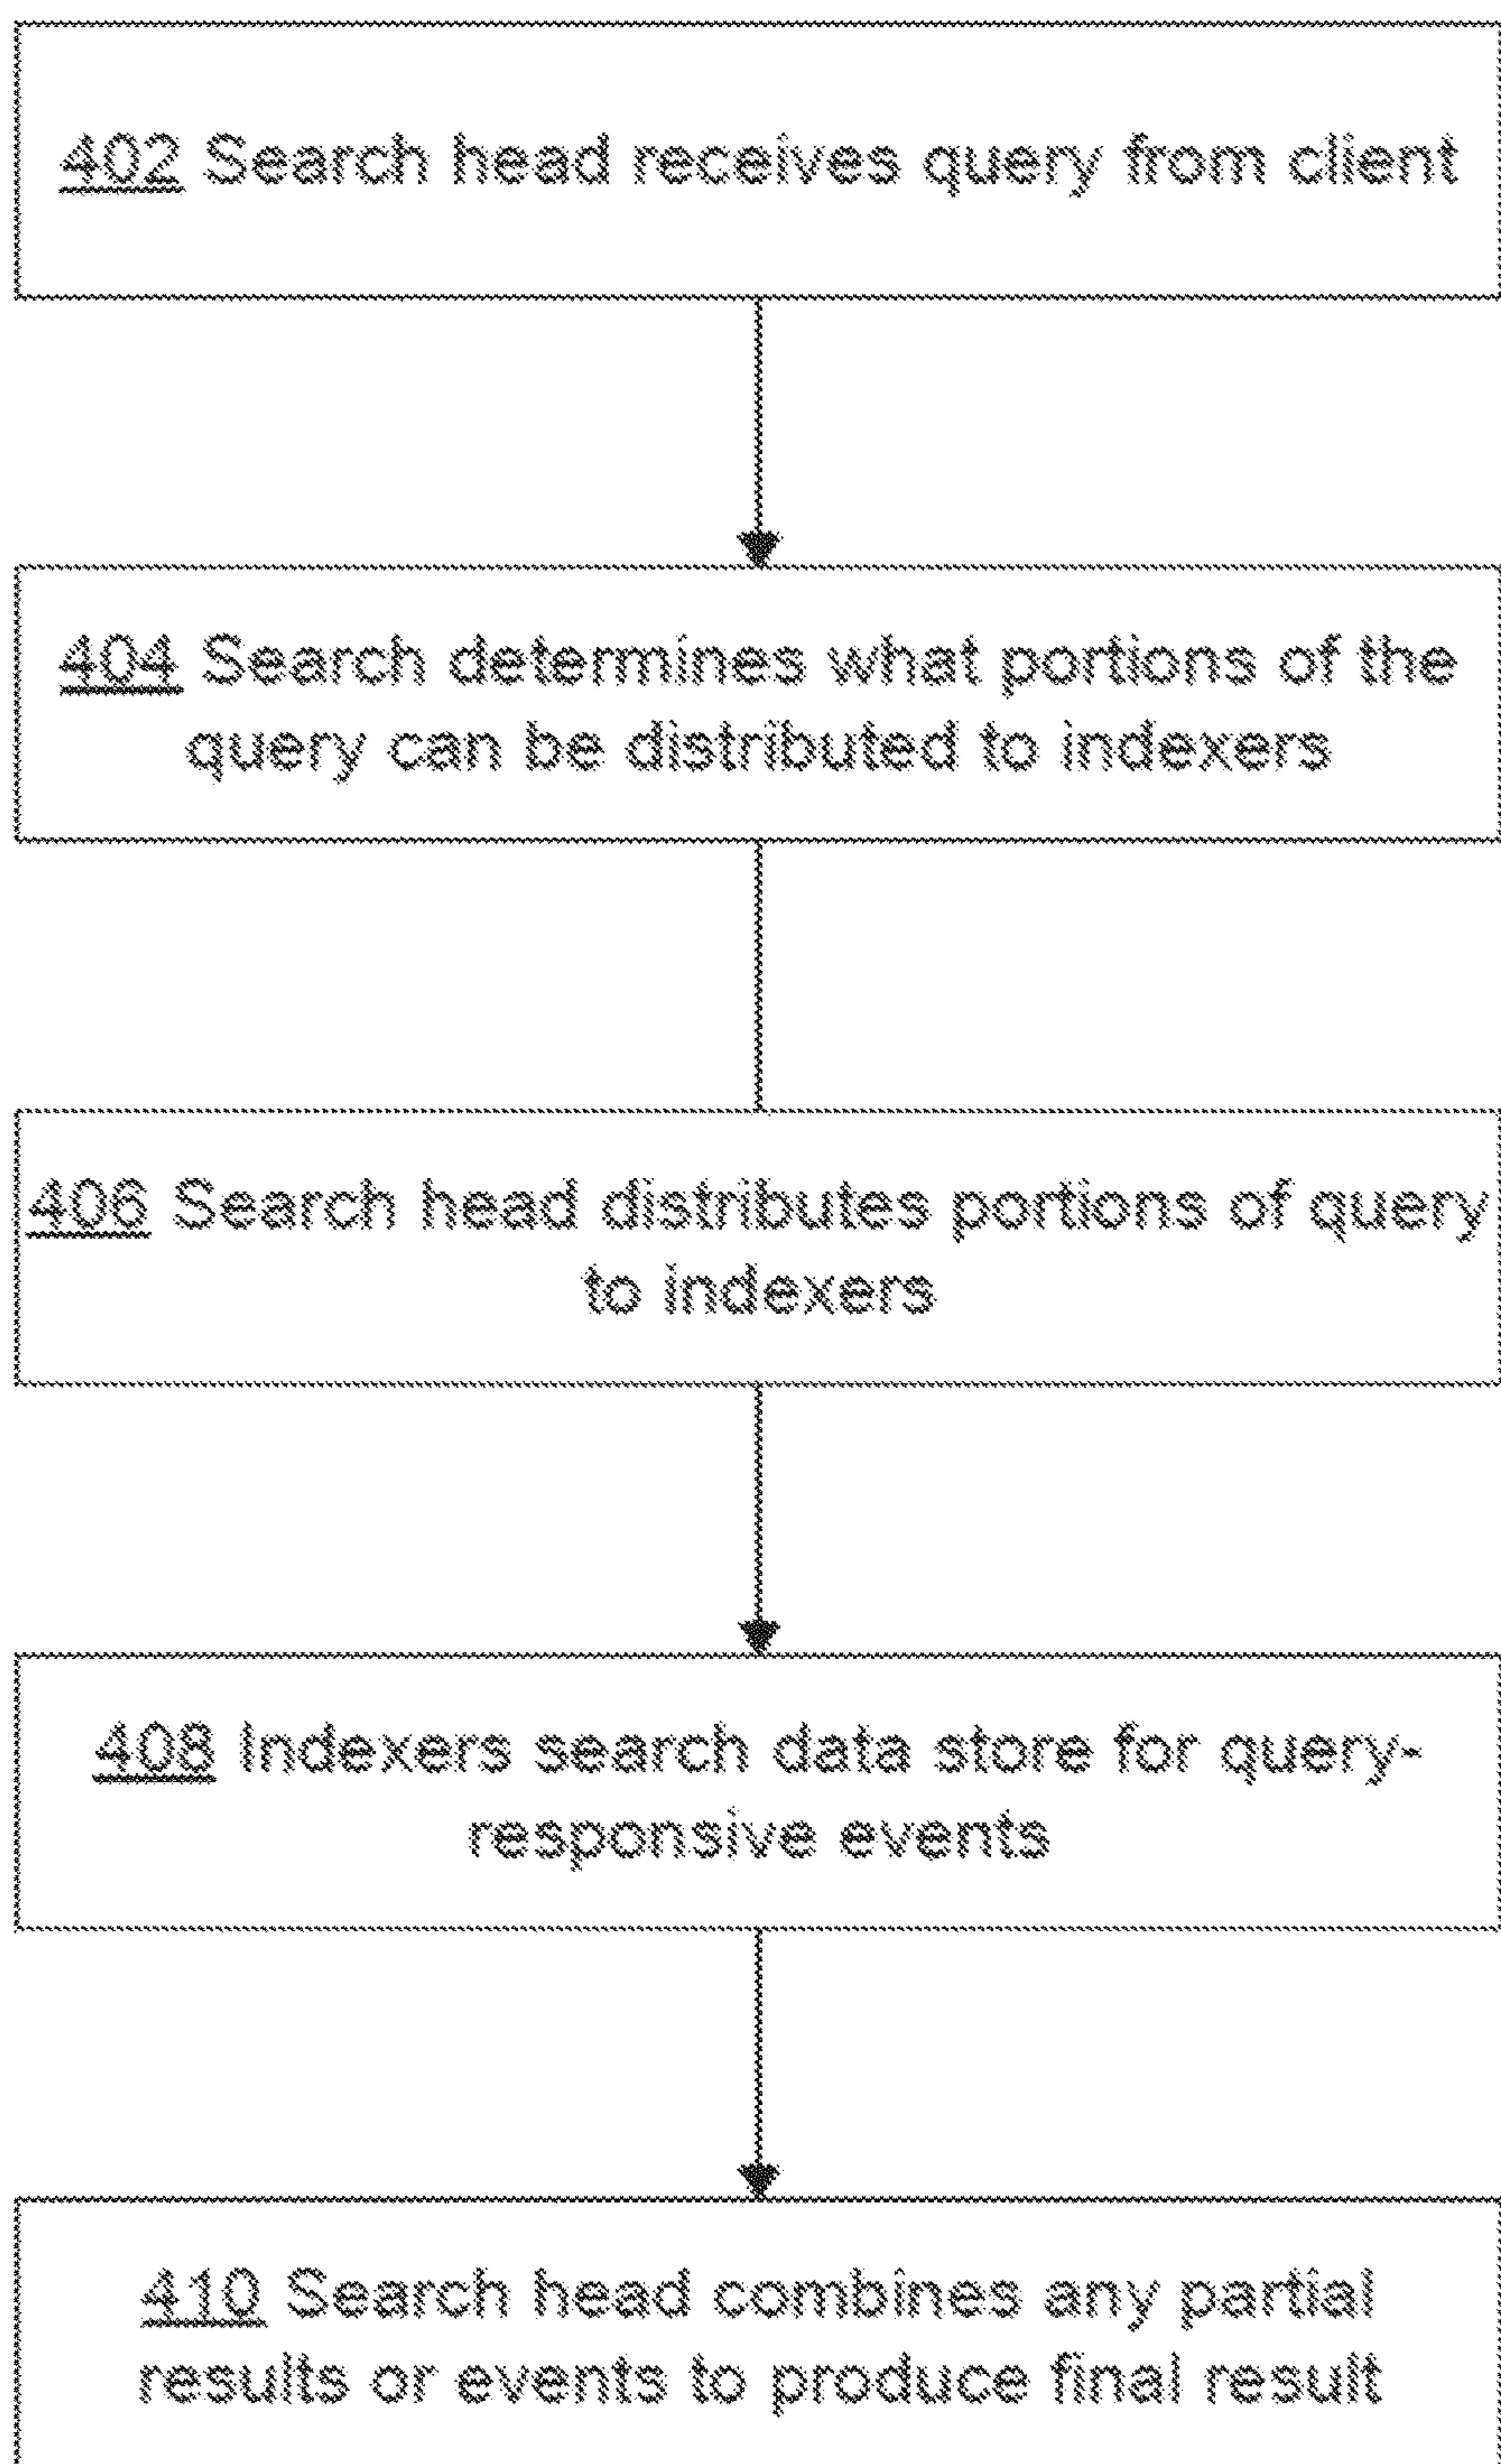 402 Search head receives query from client
404 Search determines what portions of the
query can be distributed to indexers
406 Search head distributes portions of query
to indexers
408 Indexers search data store for query-
responsive events
410 Search head combines any partial
results or events to produce final result